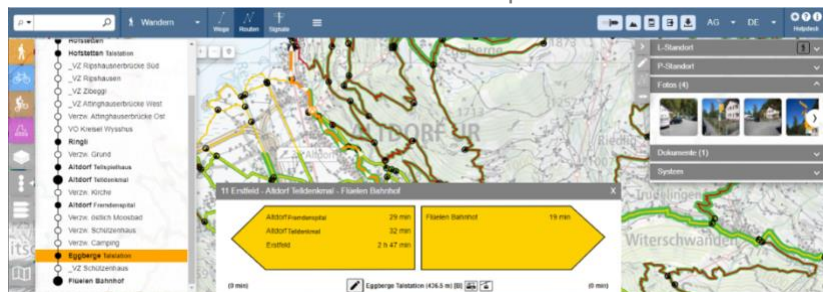 Wandern
Wege
Routen
Signale
AG
DE
Helpdesk
Hofstetten
Hofstetten Talstation
_VZ Ripshauserbrücke Süd
_VZ Ripshausen
_VZ Zibeggi
_VZ Attinghauserbrücke West
Verzw. Attinghauserbrücke Ost
VO Kreisel Wysshus
Ringli
Verzw. Grund
Altdorf Tellspielhaus
Altdorf Telldenkmal
Verzw. Kirche
Altdorf Fremdenspital
Verzw. östlich Moosbad
Verzw. Schützenhaus
Verzw. Camping
Eggberge Talstation
_VZ Schützenhaus
Flüelen Bahnhof
Eggberge
ALTDORF UR
Altdorf
Witerschwanden
L-Standort
P-Standort
Fotos (4)
Dokumente (1)
System
11 Erstfeld - Altdorf Telldenkmal - Flüelen Bahnhof X
Altdorf Fremdenspital 29 min
Altdorf Telldenkmal 32 min
Erstfeld 2 h 47 min
Flüelen Bahnhof 19 min
(0 min)
Eggberge Talstation (436.5 m) [B]
(0 min)